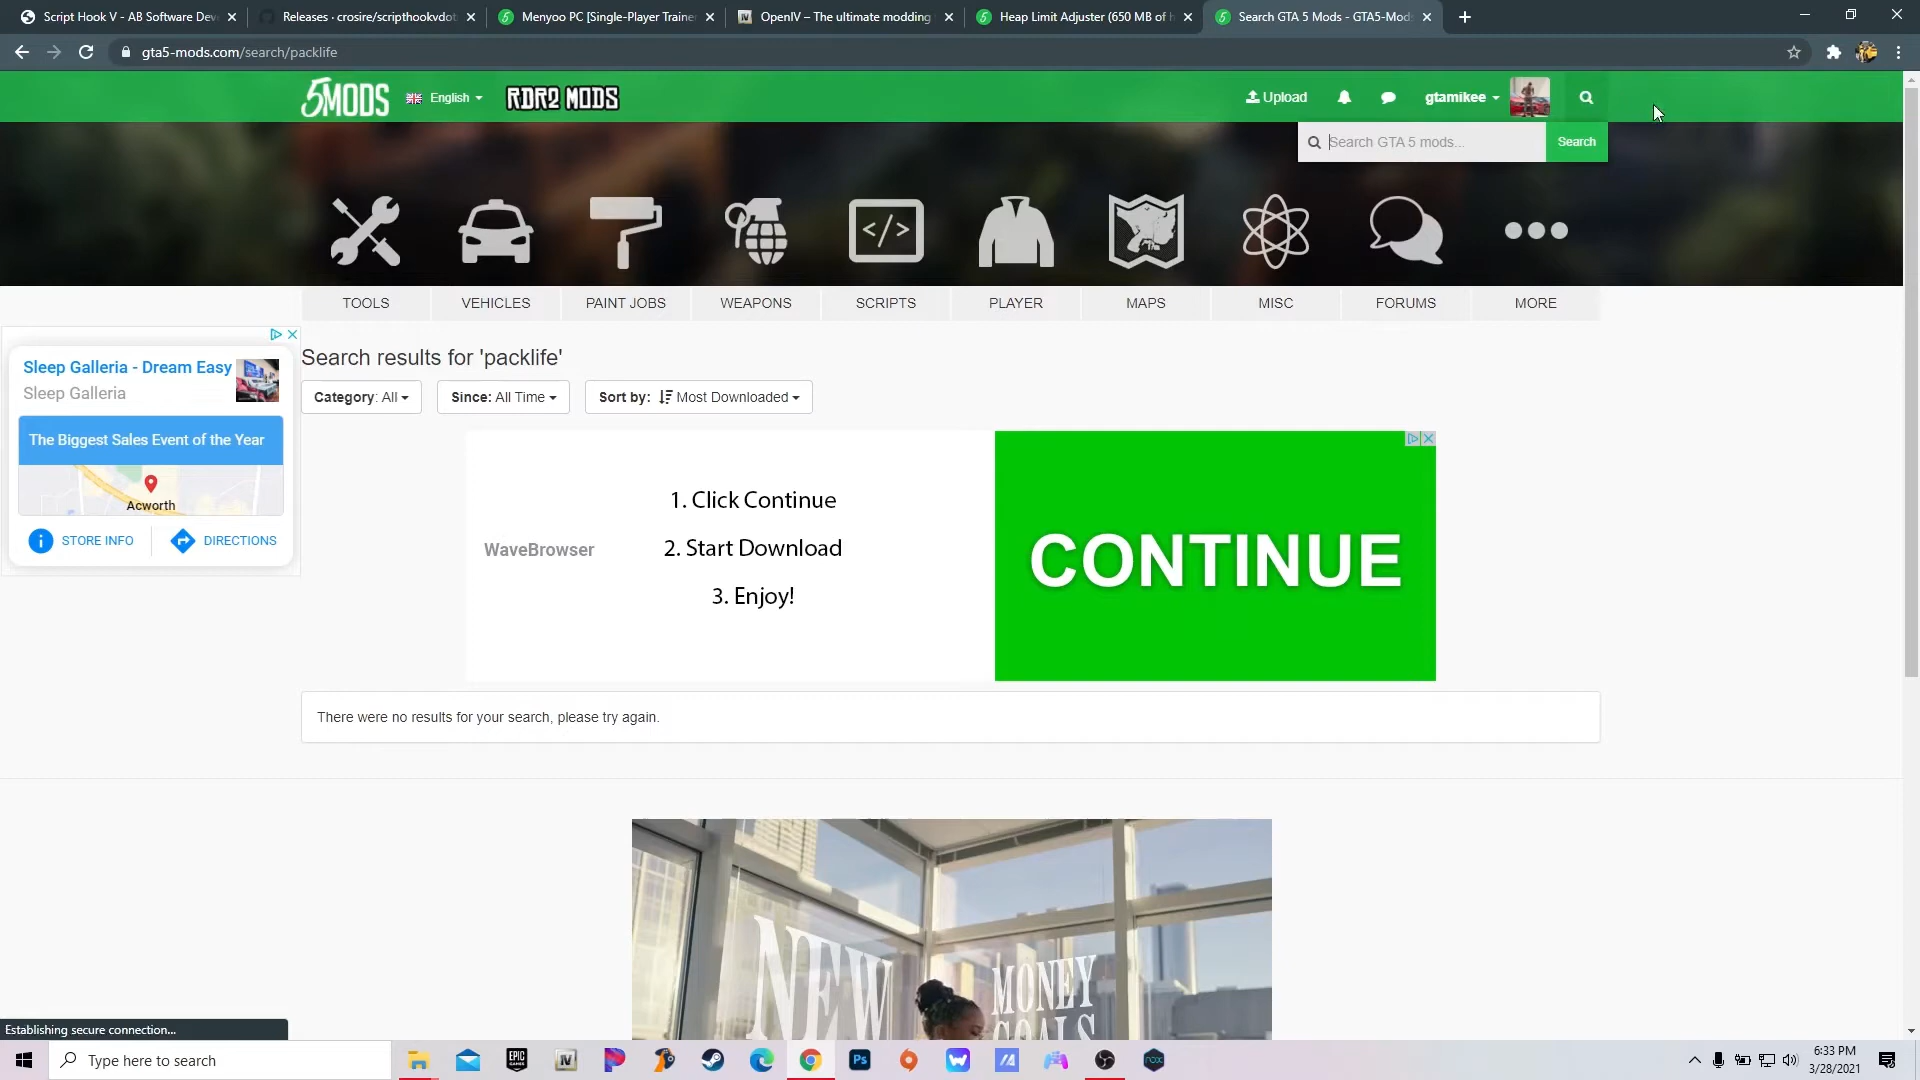 Script Hook V - AB Software Dev
Releases · crosire/scripthookvdot
Menyoo PC [Single-Player Traine
OpenIV – The ultimate modding
Heap Limit Adjuster (650 MB of h
Search GTA 5 Mods - GTA5-Mod
gta5-mods.com/search/packlife
5MODS
English
RDR2 MODS
Upload
gtamikee
Search GTA 5 mods...
Search
TOOLS
VEHICLES
PAINT JOBS
WEAPONS
SCRIPTS
PLAYER
MAPS
MISC
FORUMS
MORE
Sleep Galleria - Dream Easy
Sleep Galleria
The Biggest Sales Event of the Year
Acworth
STORE INFO
DIRECTIONS
Search results for 'packlife'
Category: All
Since: All Time
Sort by: Most Downloaded
WaveBrowser
1. Click Continue
2. Start Download
3. Enjoy!
CONTINUE
There were no results for your search, please try again.
NEW
MONEY
GOALS
Establishing secure connection...
Type here to search
EPIC
GAMES
IV
Ps
6:33 PM
3/28/2021